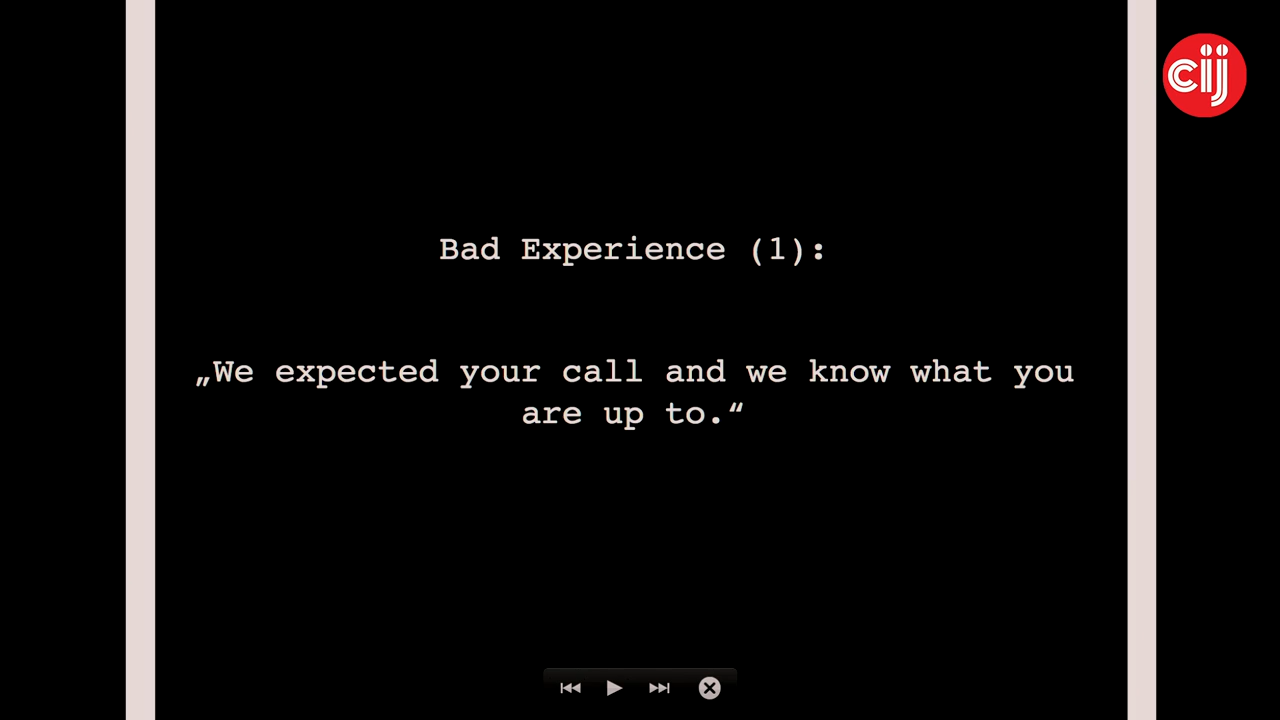 cij
Bad Experience (1):
„We expected your call and we know what you
are up to.“